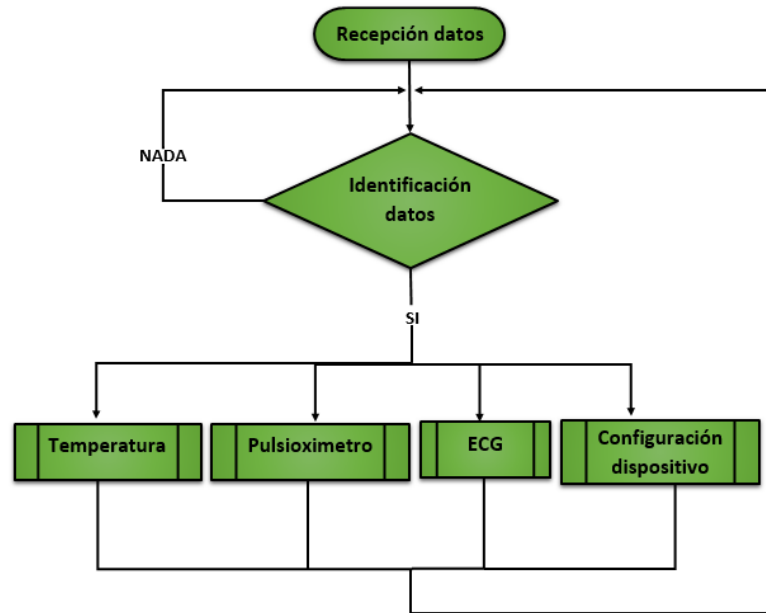 Recepción datos
NADA
Identificación
datos
SI
Temperatura
Pulsioximetro
ECG
Configuración
dispositivo